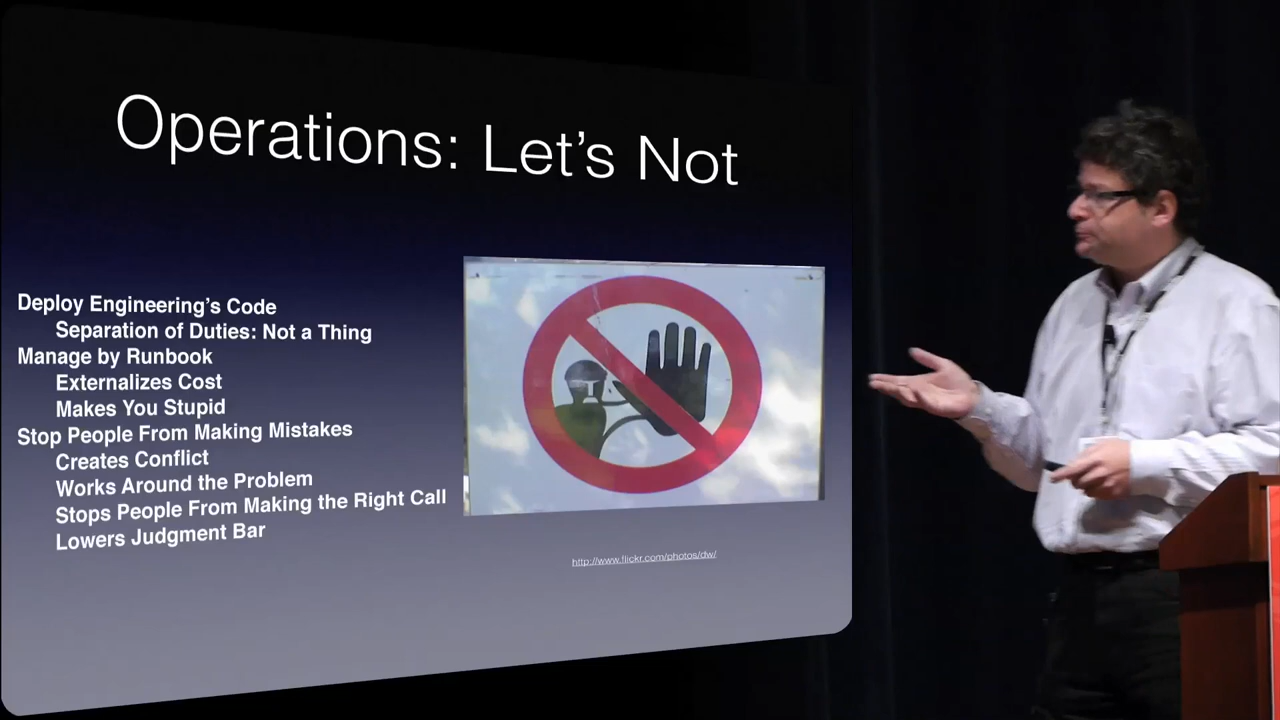 Operations: Let's Not
Deploy Engineering's Code
Separation of Duties: Not a Thing
Manage by Runbook
Externalizes Cost
Makes You Stupid
Stop People From Making Mistakes
Creates Conflict
Works Around the Problem
Stops People From Making the Right Call
Lowers Judgment Bar
http://www.flickr.com/photos/dw/